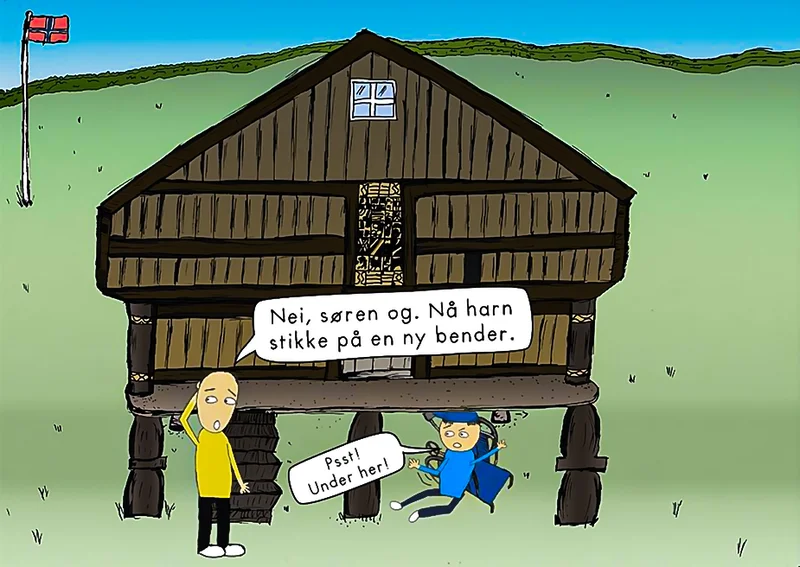 Nei, søren og. Nå harn
stikke på en ny bender.
Psst!
Under her!